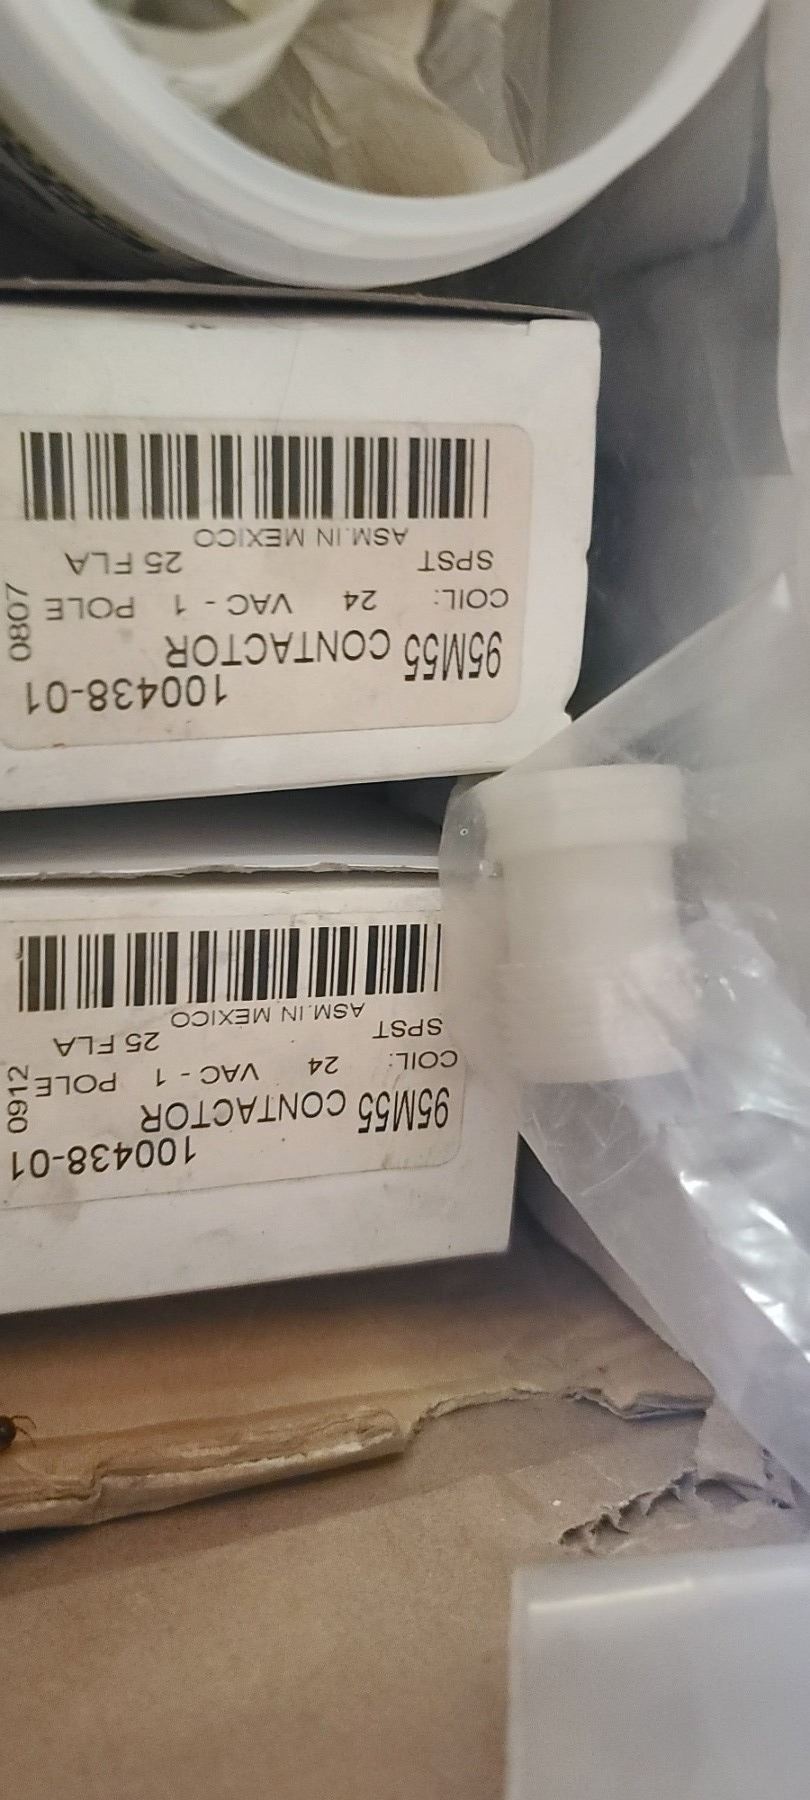 100438-01
95M55 CONTACTOR
COIL: 24 VAC - 1 POLE
SPST 25 FLA
ASM.IN MEXICO
0807
100438-01
95M55 CONTACTOR
COIL: 24 VAC - 1 POLE
SPST 25 FLA
ASM.IN MEXICO
0912